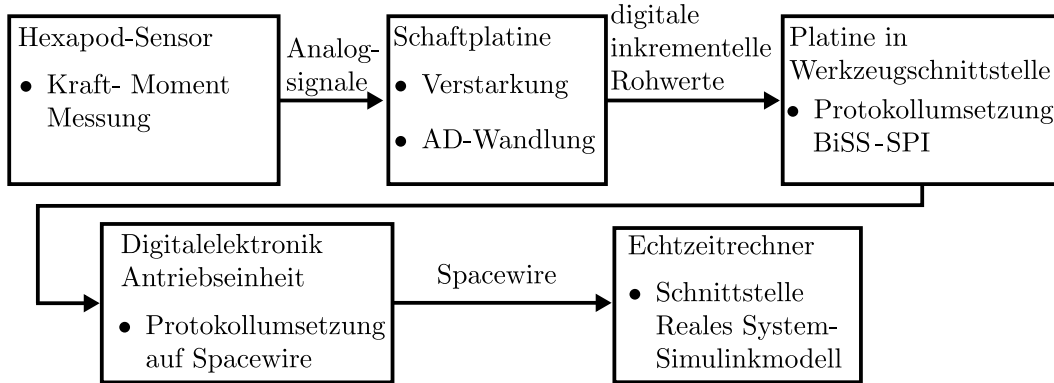 Hexapod-Sensor
• Kraft- Moment
Messung
Analog-
signale
Schaftplatine
• Verstarkung
• AD-Wandlung
digitale
inkrementelle
Rohwerte
Platine in
Werkzeugschnittstelle
• Protokollumsetzung
BiSS-SPI
Digitalelektronik
Antriebseinheit
• Protokollumsetzung
auf Spacewire
Spacewire
Echtzeitrechner
• Schnittstelle
Reales System-
Simulinkmodell